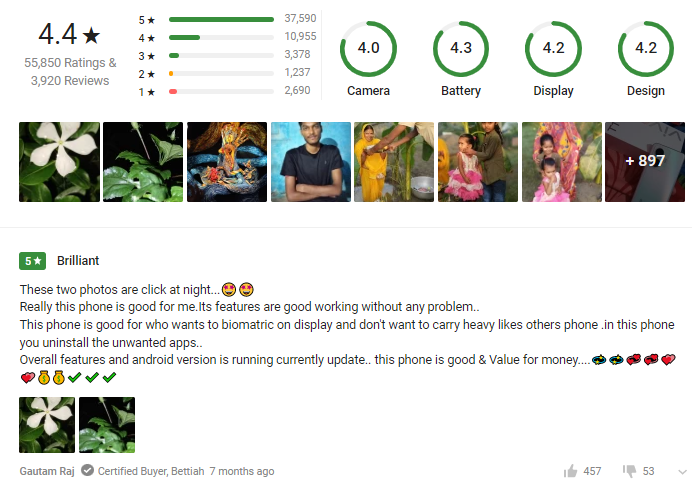 4.4★
55,850 Ratings &
3,920 Reviews
5★ 37,590
4★ 10,955
3★ 3,378
2★ 1,237
1★ 2,690
4.0 4.3 4.2 4.2
Camera Battery Display Design
+ 897
5★ Brilliant
These two photos are click at night...🤩🤩
Really this phone is good for me.Its features are good working without any problem..
This phone is good for who wants to biomatric on display and don't want to carry heavy likes others phone .in this phone
you uninstall the unwanted apps..
Overall features and android version is running currently update.. this phone is good & Value for money....
Gautam Raj Certified Buyer, Bettiah 7 months ago 457 53